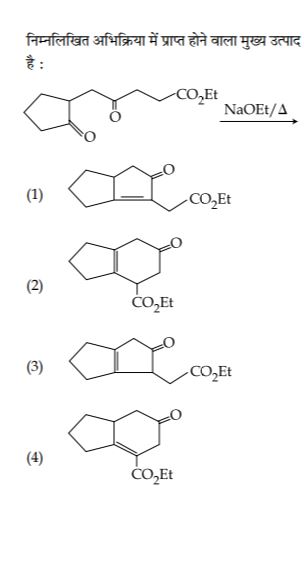 निम्नलिखित अभिक्रिया में प्राप्त होने वाला मुख्य उत्पाद
है :
CO₂Et
O
O
NaOEt/Δ
(1)
O
CO₂Et
(2)
O
CO₂Et
(3)
O
CO₂Et
(4)
O
CO₂Et